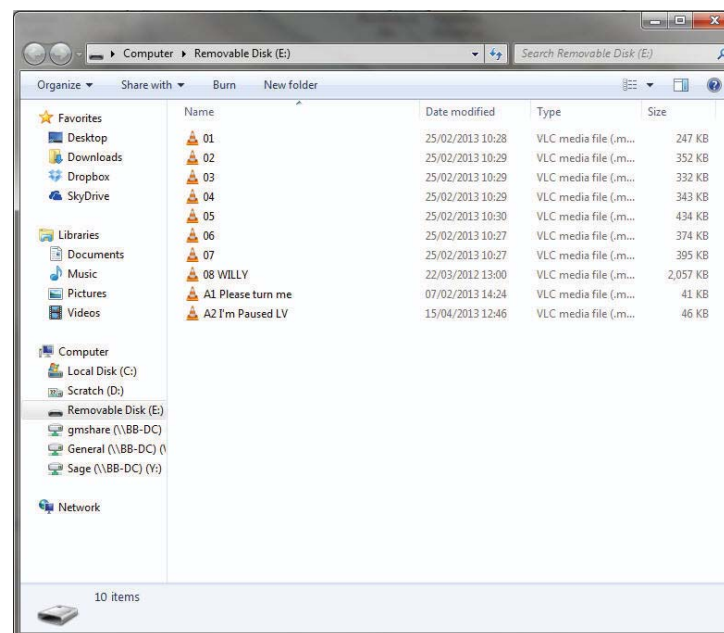 Computer ▸ Removable Disk (E:)
Search Removable Disk (E:)
Organize ▾ Share with ▾ Burn New folder
Name Date modified Type Size
01 25/02/2013 10:28 VLC media file (.m... 247 KB
02 25/02/2013 10:29 VLC media file (.m... 352 KB
03 25/02/2013 10:29 VLC media file (.m... 332 KB
04 25/02/2013 10:29 VLC media file (.m... 343 KB
05 25/02/2013 10:30 VLC media file (.m... 434 KB
06 25/02/2013 10:27 VLC media file (.m... 374 KB
07 25/02/2013 10:27 VLC media file (.m... 395 KB
08 WILLY 22/03/2012 13:00 VLC media file (.m... 2,057 KB
A1 Please turn me 07/02/2013 14:24 VLC media file (.m... 41 KB
A2 I'm Paused LV 15/04/2013 12:46 VLC media file (.m... 46 KB
Favorites
Desktop
Downloads
Dropbox
SkyDrive
Libraries
Documents
Music
Pictures
Videos
Computer
Local Disk (C:)
Scratch (D:)
Removable Disk (E:)
gmshare (\\BB-DC)
General (\\BB-DC) (
Sage (\\BB-DC) (Y:)
Network
10 items